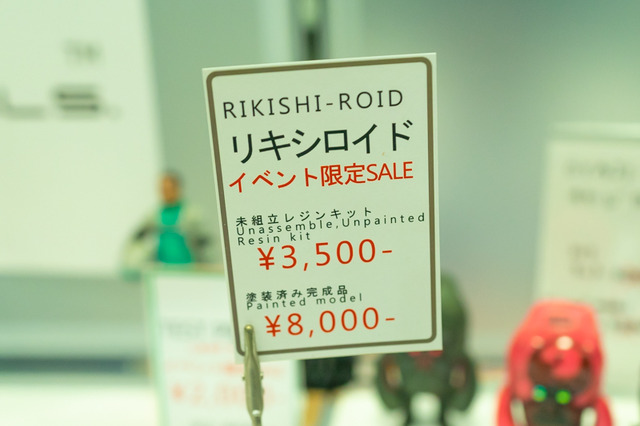 TM
LS.
RIKISHI-ROID
リキシロイド
イベント限定SALE
未組立レジンキット
Unassemble,Unpainted
Resin kit
¥3,500-
塗装済み完成品
Painted model
¥8,000-